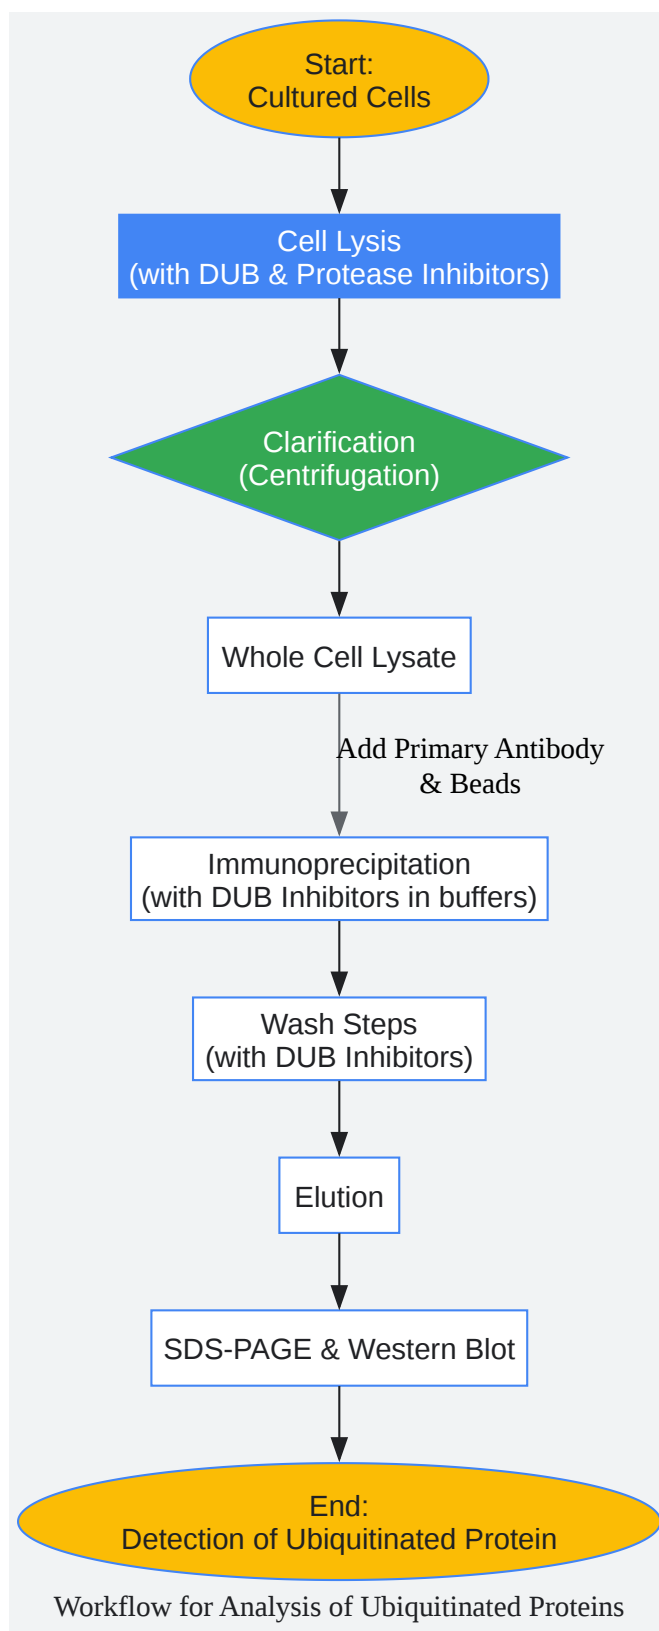 Start:
Cultured Cells
Cell Lysis
(with DUB & Protease Inhibitors)
Clarification
(Centrifugation)
Whole Cell Lysate
Add Primary Antibody
& Beads
Immunoprecipitation
(with DUB Inhibitors in buffers)
Wash Steps
(with DUB Inhibitors)
Elution
SDS-PAGE & Western Blot
End:
Detection of Ubiquitinated Protein
Workflow for Analysis of Ubiquitinated Proteins